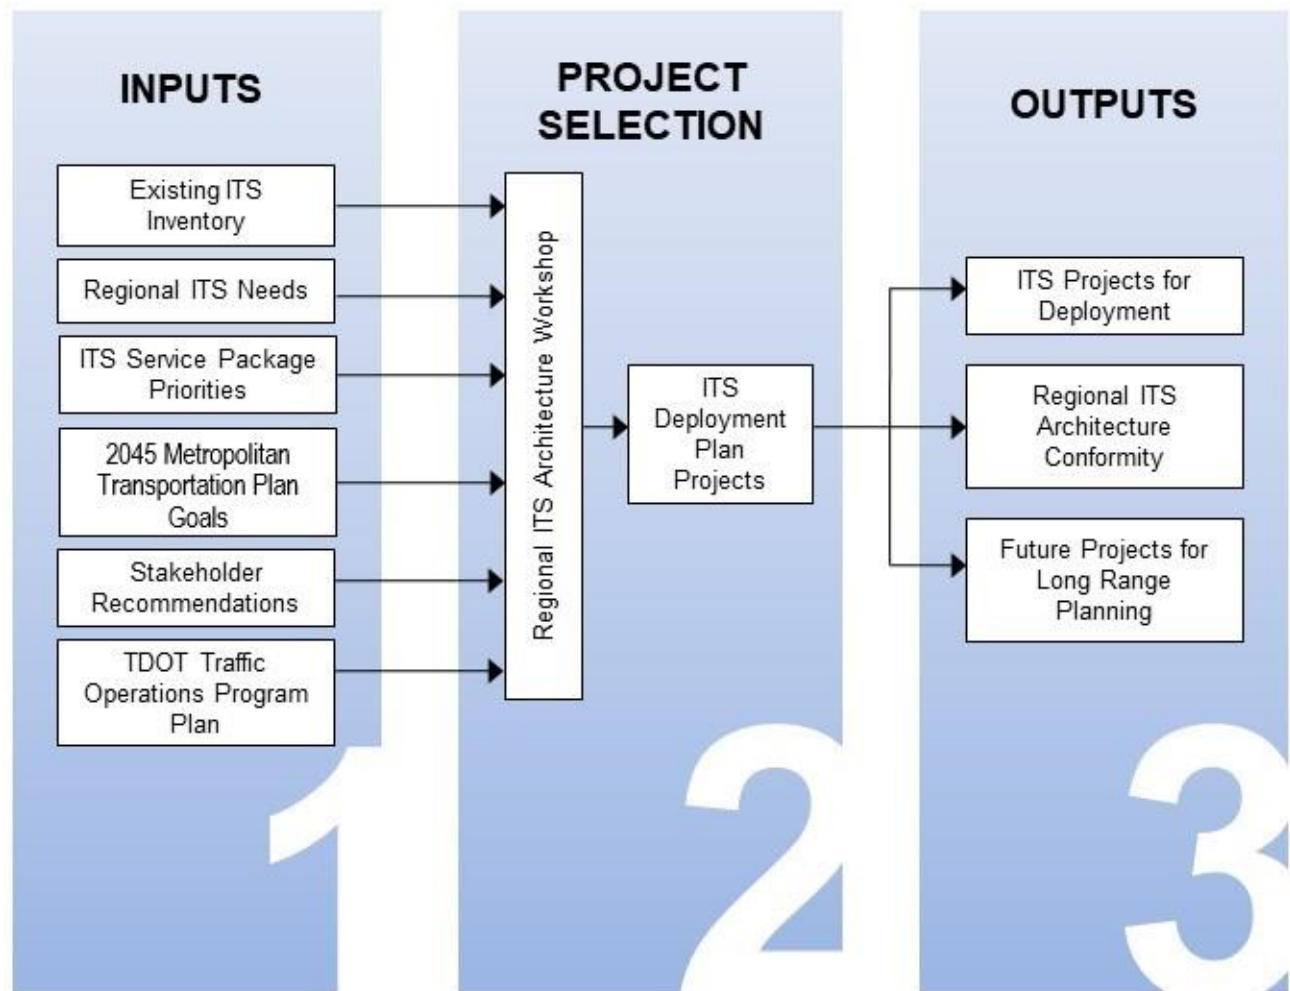 INPUTS
Existing ITS
Inventory
Regional ITS Needs
ITS Service Package
Priorities
2045 Metropolitan
Transportation Plan
Goals
Stakeholder
Recommendations
TDOT Traffic
Operations Program
Plan
1
PROJECT
SELECTION
Regional ITS Architecture Workshop
ITS
Deployment
Plan
Projects
2
OUTPUTS
ITS Projects for
Deployment
Regional ITS
Architecture
Conformity
Future Projects for
Long Range
Planning
3